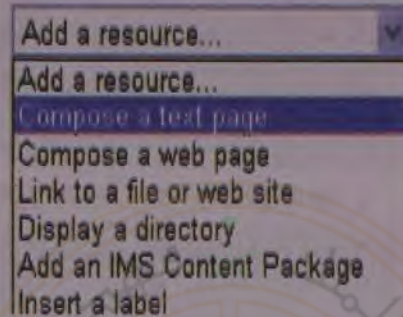 Add a resource...
Add a resource...
Compose a text page
Compose a web page
Link to a file or web site
Display a directory
Add an IMS Content Package
Insert a label